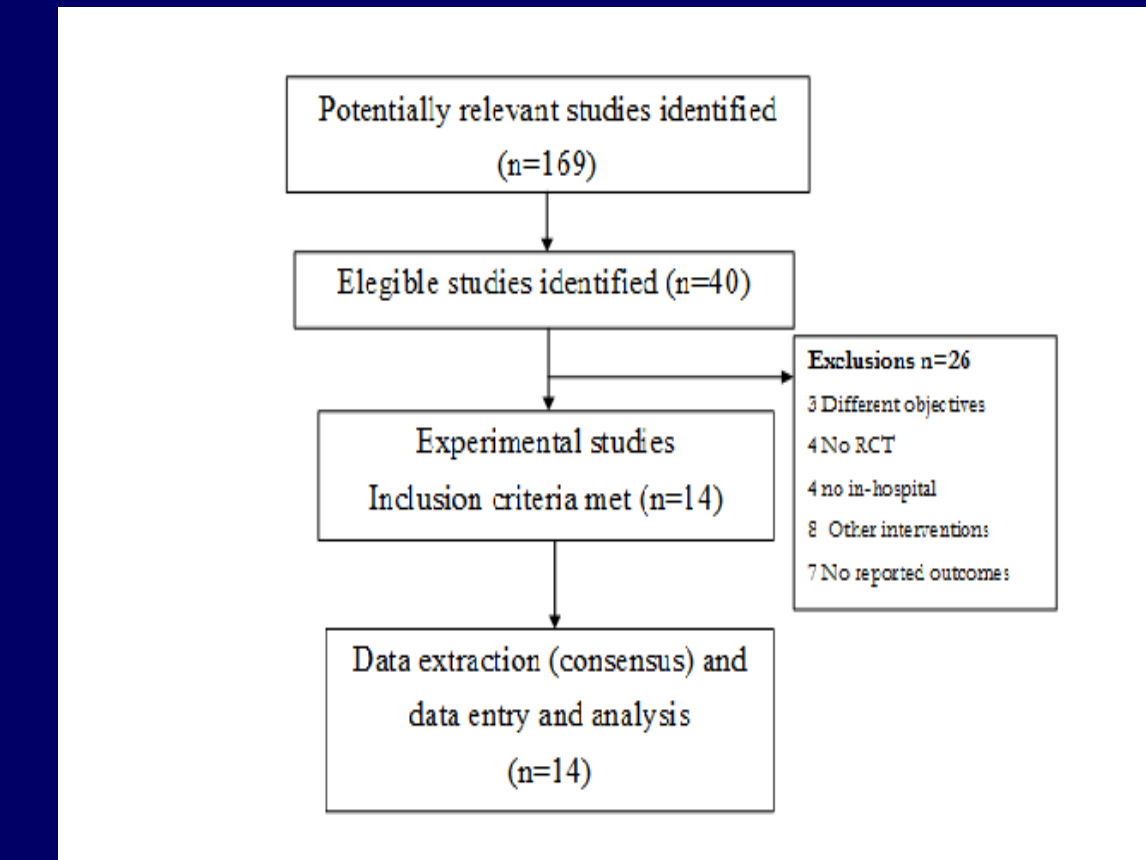 Potentially relevant studies identified
(n=169)
Elegible studies identified (n=40)
Exclusions n=26
3 Different objectives
4 No RCT
4 no in-hospital
8 Other interventions
7 No reported outcomes
Experimental studies
Inclusion criteria met (n=14)
Data extraction (consensus) and
data entry and analysis
(n=14)